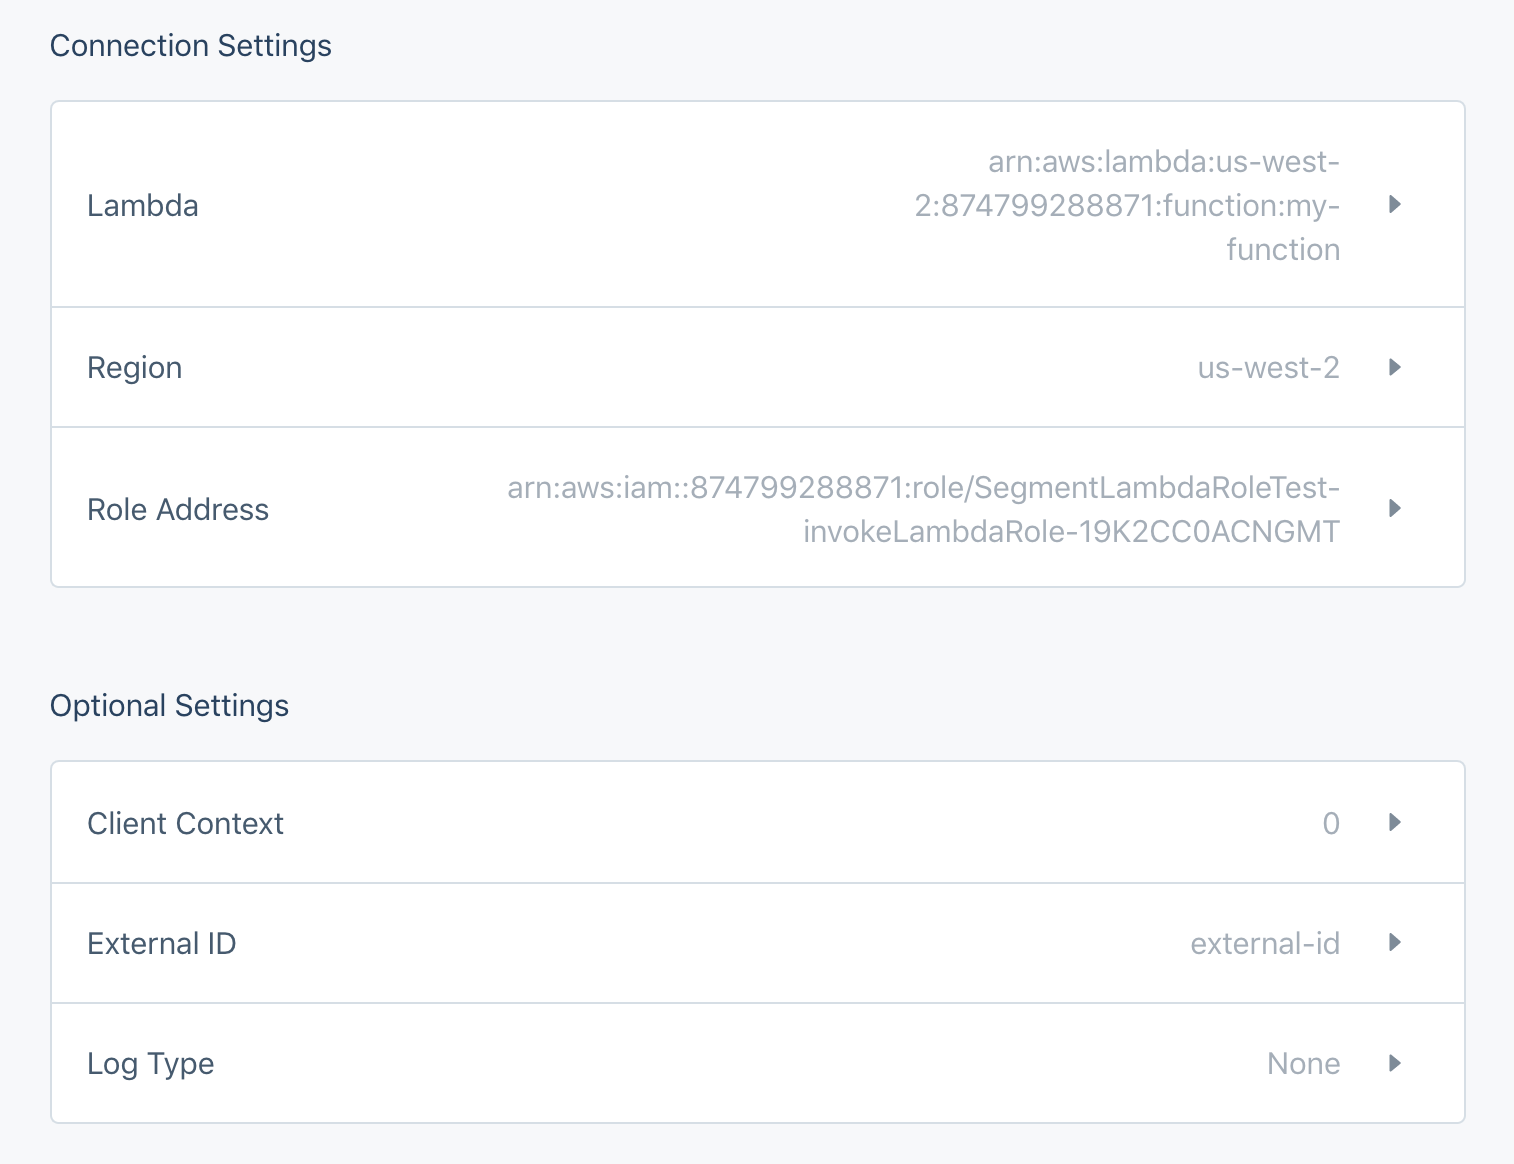 Connection Settings
Lambda
arn:aws:lambda:us-west-
2:874799288871:function:my-
function
Region
us-west-2
Role Address
arn:aws:iam::874799288871:role/SegmentLambdaRoleTest-
invokeLambdaRole-19K2CC0ACNGMT
Optional Settings
Client Context
0
External ID
external-id
Log Type
None